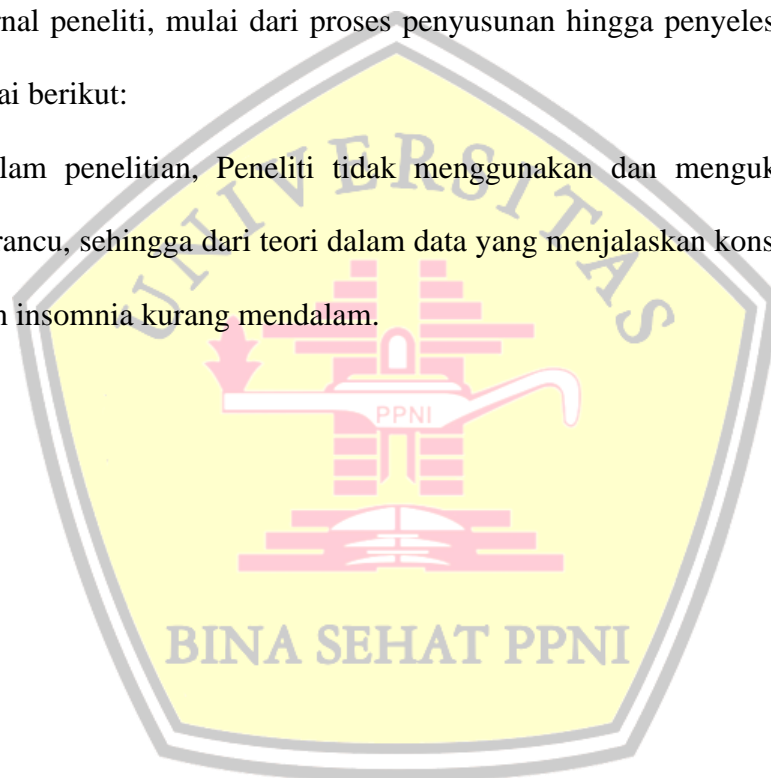 rnal peneliti, mulai dari proses penyusunan hingga penyeles
ai berikut:
lam penelitian, Peneliti tidak menggunakan dan menguk
rancu, sehingga dari teori dalam data yang menjalaskan kons
n insomnia kurang mendalam.
UNIVERSITAS
PPNI
BINA SEHAT PPNI